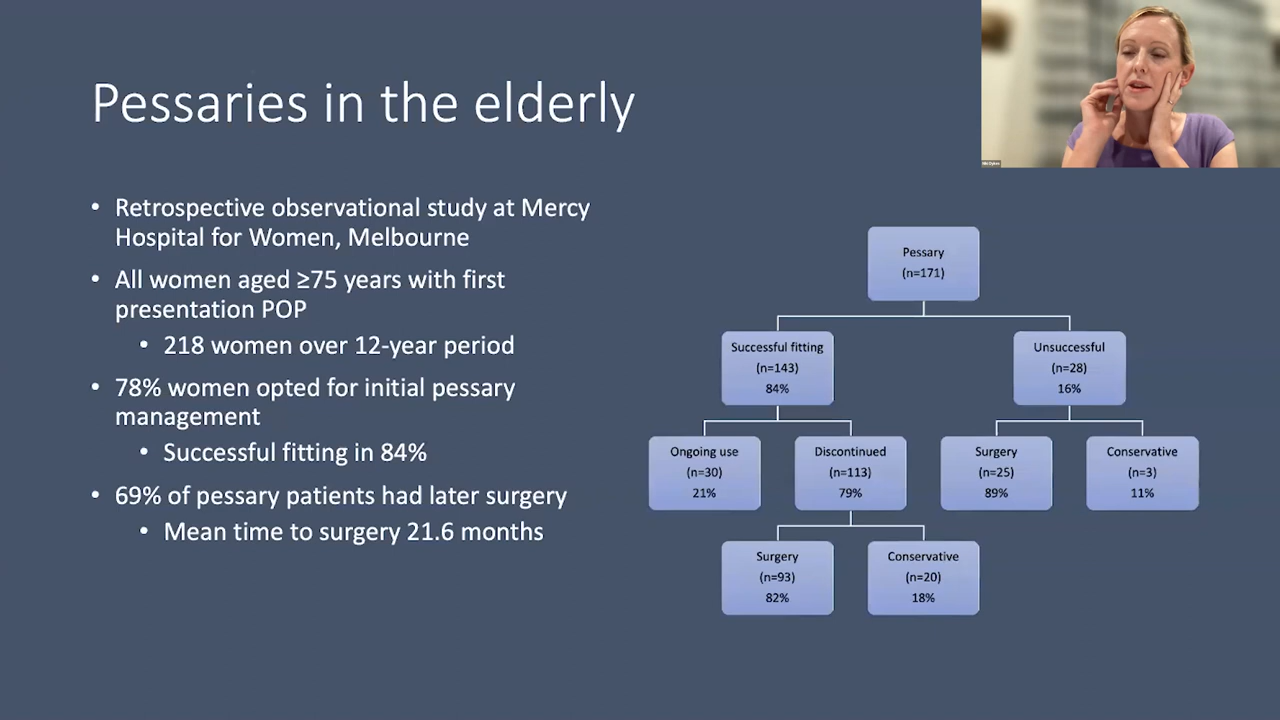 Pessaries in the elderly
• Retrospective observational study at Mercy
Hospital for Women, Melbourne
• All women aged ≥75 years with first
presentation POP
• 218 women over 12-year period
• 78% women opted for initial pessary
management
• Successful fitting in 84%
• 69% of pessary patients had later surgery
• Mean time to surgery 21.6 months
Pessary
(n=171)
Successful fitting
(n=143)
84%
Unsuccessful
(n=28)
16%
Ongoing use
(n=30)
21%
Discontinued
(n=113)
79%
Surgery
(n=25)
89%
Conservative
(n=3)
11%
Surgery
(n=93)
82%
Conservative
(n=20)
18%